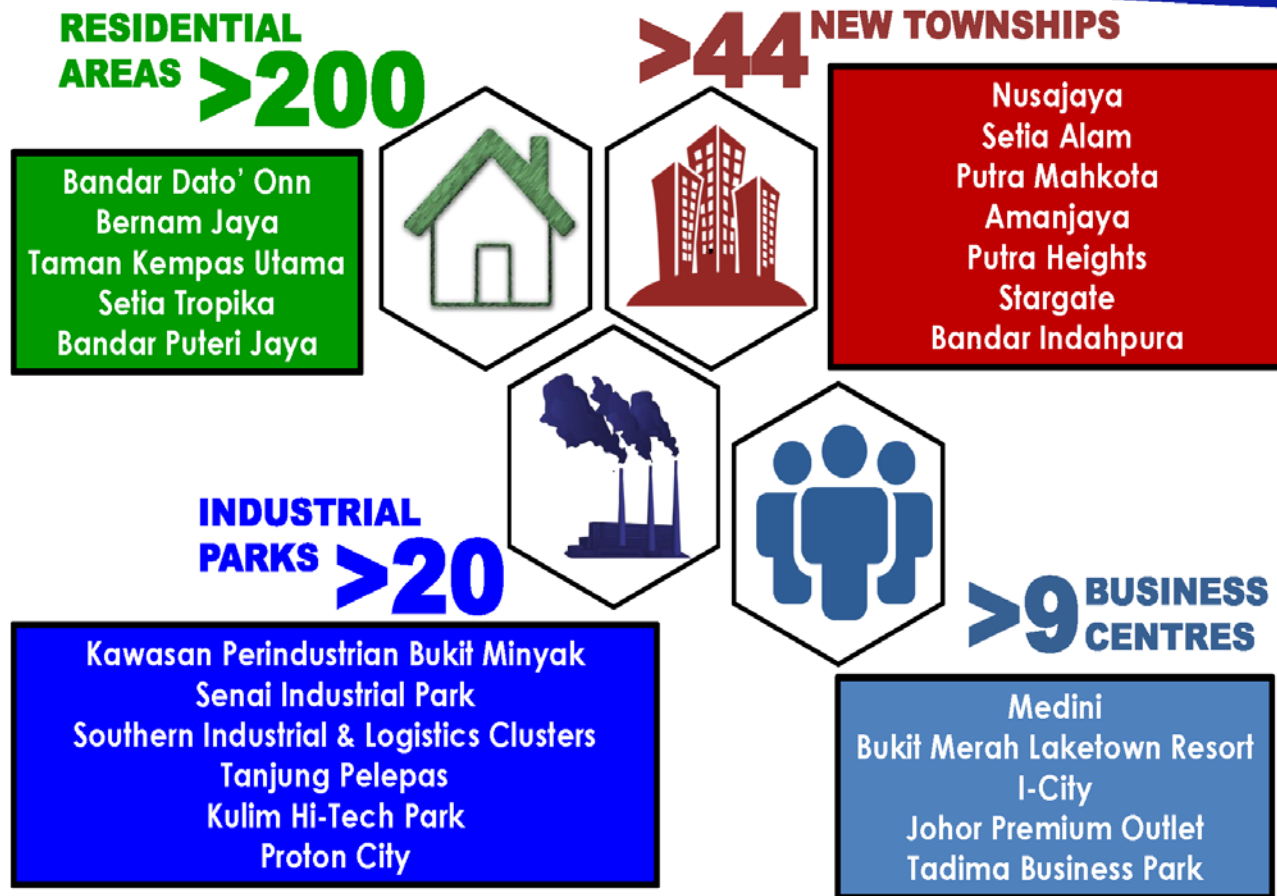 RESIDENTIAL
AREAS >200
Bandar Dato' Onn
Bernam Jaya
Taman Kempas Utama
Setia Tropika
Bandar Puteri Jaya
>44 NEW TOWNSHIPS
Nusajaya
Setia Alam
Putra Mahkota
Amanjaya
Putra Heights
Stargate
Bandar Indahpura
INDUSTRIAL
PARKS >20
Kawasan Perindustrian Bukit Minyak
Senai Industrial Park
Southern Industrial & Logistics Clusters
Tanjung Pelepas
Kulim Hi-Tech Park
Proton City
>9 BUSINESS
CENTRES
Medini
Bukit Merah Laketown Resort
I-City
Johor Premium Outlet
Tadima Business Park